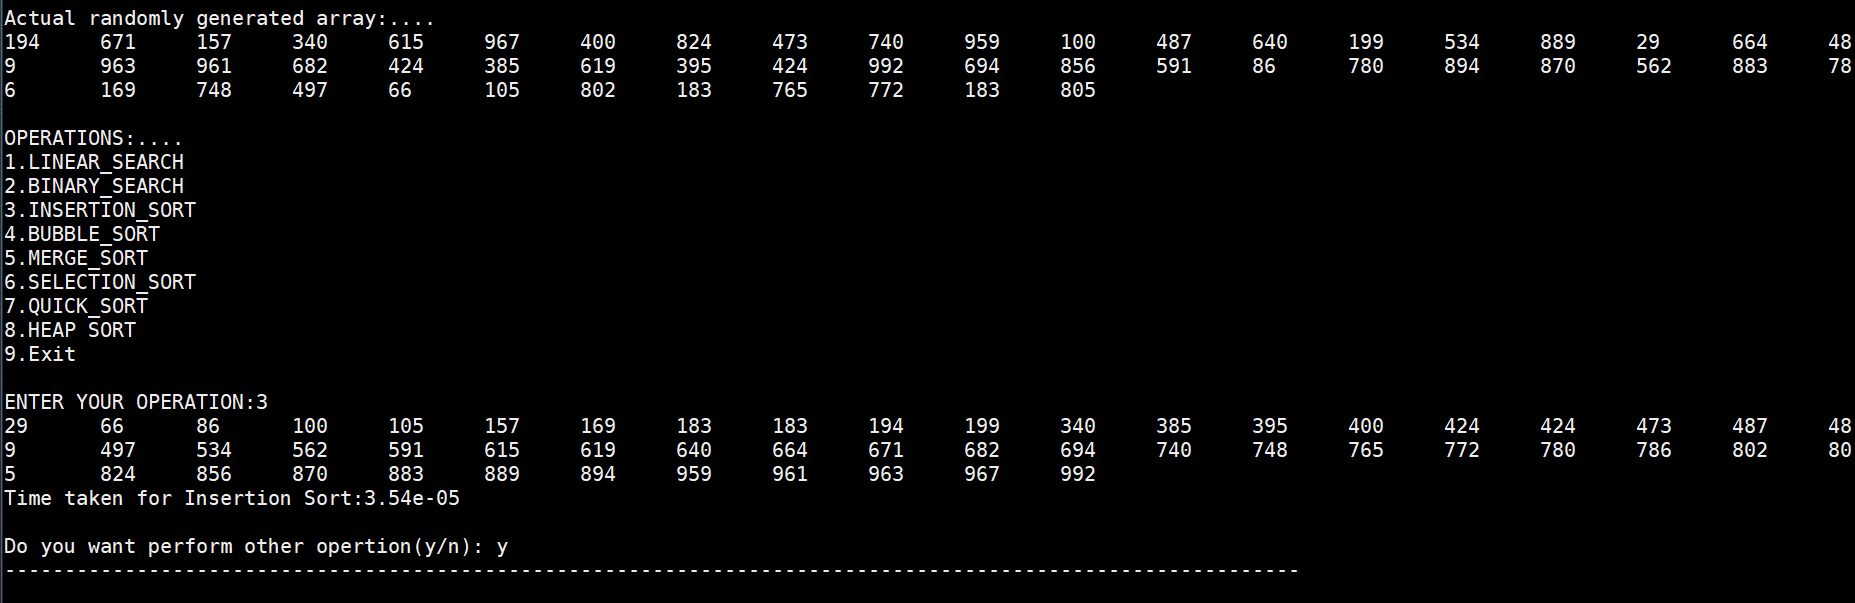 Actual randomly generated array:....
194 671 157 340 615 967 400 824 473 740 959 100 487 640 199 534 889 29 664 48
9 963 961 682 424 385 619 395 424 992 694 856 591 86 780 894 870 562 883 78
6 169 748 497 66 105 802 183 765 772 183 805
OPERATIONS:....
1.LINEAR_SEARCH
2.BINARY_SEARCH
3.INSERTION_SORT
4.BUBBLE_SORT
5.MERGE_SORT
6.SELECTION_SORT
7.QUICK_SORT
8.HEAP SORT
9.Exit
ENTER YOUR OPERATION:3
29 66 86 100 105 157 169 183 183 194 199 340 385 395 400 424 424 473 487 48
9 497 534 562 591 615 619 640 664 671 682 694 740 748 765 772 780 786 802 80
5 824 856 870 883 889 894 959 961 963 967 992
Time taken for Insertion Sort:3.54e-05
Do you want perform other opertion(y/n): y
------------------------------------------------------------------------------------------------------------